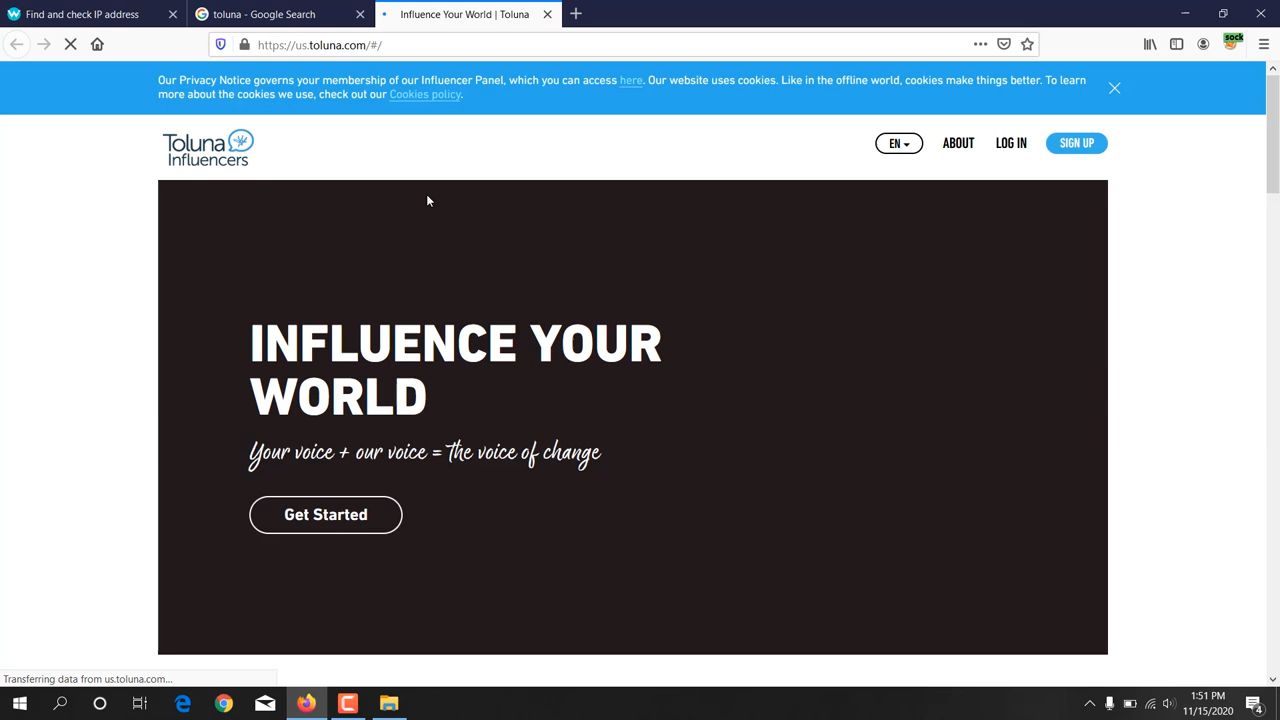 Find and check IP address
toluna - Google Search
Influence Your World | Toluna
https://us.toluna.com/#/
sock
Our Privacy Notice governs your membership of our Influencer Panel, which you can access here. Our website uses cookies. Like in the offline world, cookies make things better. To learn
more about the cookies we use, check out our Cookies policy.
Toluna
Influencers
EN
ABOUT
LOG IN
SIGN UP
INFLUENCE YOUR
WORLD
Your voice + our voice = the voice of change
Get Started
Transferring data from us.toluna.com...
1:51 PM
11/15/2020
4